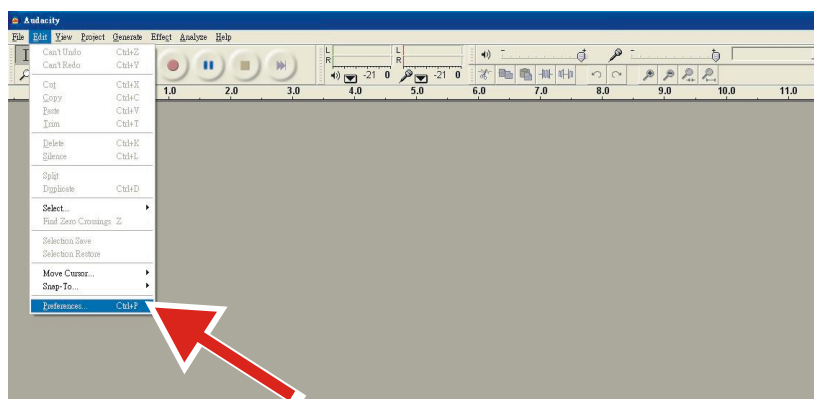 Audacity
File Edit View Project Generate Effect Analyze Help
Can't Undo Ctrl+Z
Can't Redo Ctrl+Y
Cut Ctrl+X
Copy Ctrl+C
Paste Ctrl+V
Trim Ctrl+T
Delete Ctrl+K
Silence Ctrl+L
Split
Duplicate Ctrl+D
Select...
Find Zero Crossings Z
Selection Save
Selection Restore
Move Cursor...
Snap-To...
Preferences... Ctrl+P
L L
R R
-21 0 -21 0
1.0 2.0 3.0 4.0 5.0 6.0 7.0 8.0 9.0 10.0 11.0